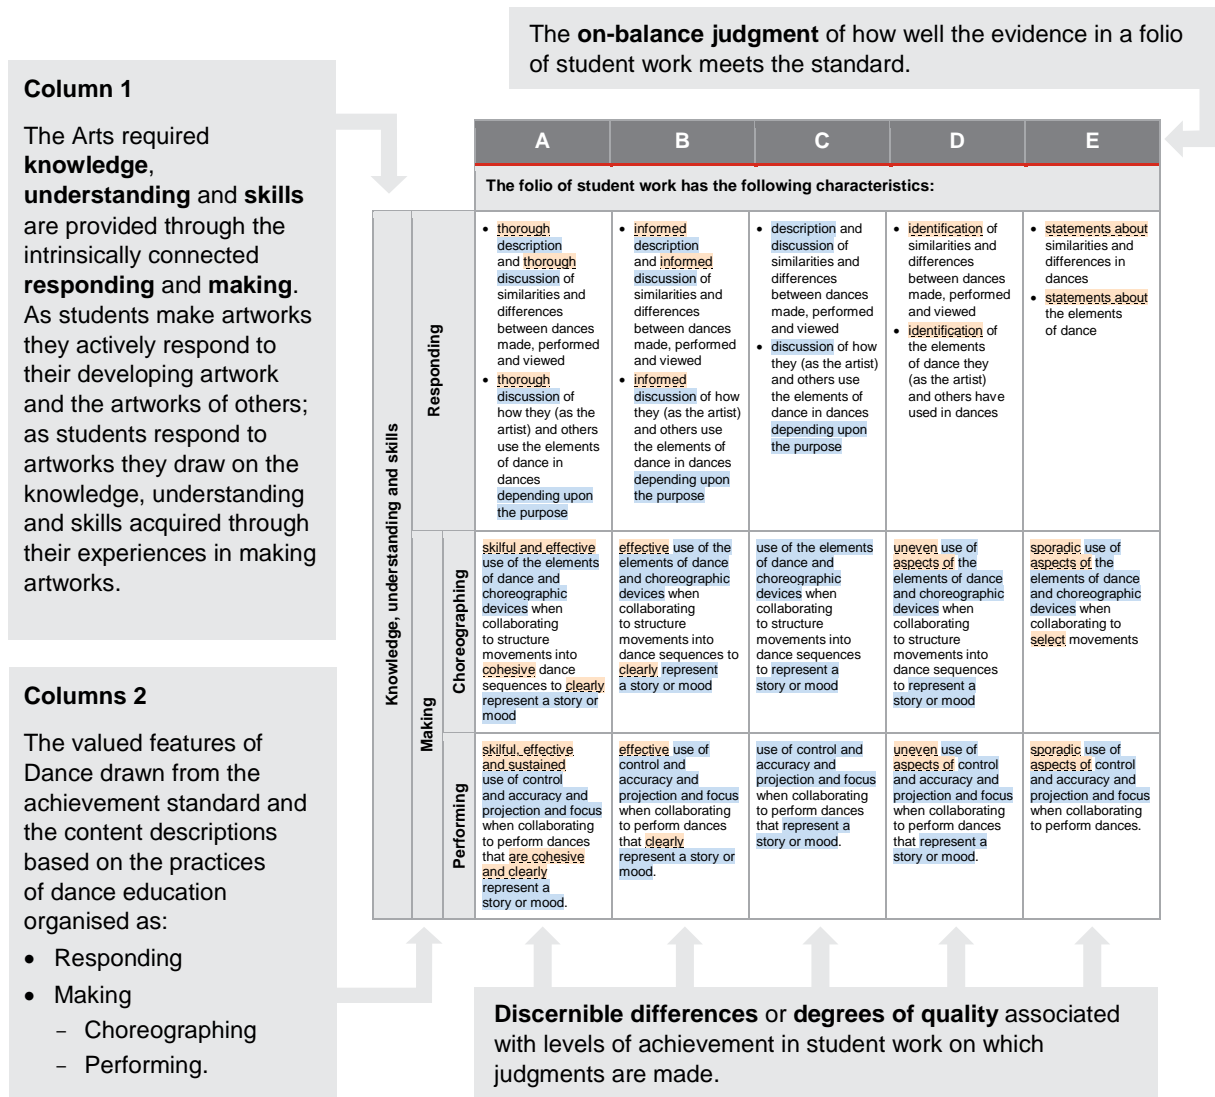 The on-balance judgment of how well the evidence in a folio
of student work meets the standard.
Column 1
The Arts required
knowledge,
understanding and skills
are provided through the
intrinsically connected
responding and making.
As students make artworks
they actively respond to
their developing artwork
and the artworks of others;
as students respond to
artworks they draw on the
knowledge, understanding
and skills acquired through
their experiences in making
artworks.
Columns 2
The valued features of
Dance drawn from the
achievement standard and
the content descriptions
based on the practices
of dance education
organised as:
• Responding
• Making
– Choreographing
– Performing.
A B C D E
The folio of student work has the following characteristics:
Knowledge, understanding and skills
Responding
• thorough
description
and thorough
discussion of
similarities and
differences
between dances
made, performed
and viewed
• thorough
discussion of
how they (as the
artist) and others
use the elements
of dance in
dances
depending upon
the purpose
• informed
description
and informed
discussion of
similarities and
differences
between dances
made, performed
and viewed
• informed
discussion of how
they (as the artist)
and others use
the elements of
dance in dances
depending upon
the purpose
• description and
discussion of
similarities and
differences
between dances
made, performed
and viewed
• discussion of how
they (as the artist)
and others use
the elements of
dance in dances
depending upon
the purpose
• identification of
similarities and
differences
between dances
made, performed
and viewed
• identification of
the elements
of dance they
(as the artist)
and others have
used in dances
• statements about
similarities and
differences in
dances
• statements about
the elements
of dance
Making
Choreographing
skilful and effective
use of the elements
of dance and
choreographic
devices when
collaborating
to structure
movements into
cohesive dance
sequences to clearly
represent a story or
mood
effective use of the
elements of dance
and choreographic
devices when
collaborating
to structure
movements into
dance sequences to
clearly represent
a story or mood
use of the elements
of dance and
choreographic
devices when
collaborating
to structure
movements into
dance sequences
to represent a
story or mood
uneven use of
aspects of the
elements of dance
and choreographic
devices when
collaborating
to structure
movements into
dance sequences
to represent a
story or mood
sporadic use of
aspects of the
elements of dance
and choreographic
devices when
collaborating to
select movements
Performing
skilful, effective
and sustained
use of control
and accuracy and
projection and focus
when collaborating
to perform dances
that are cohesive
and clearly
represent a
story or mood.
effective use of
control and
accuracy and
projection and focus
when collaborating
to perform dances
that clearly
represent a story or
mood.
use of control and
accuracy and
projection and focus
when collaborating
to perform dances
that represent a
story or mood.
uneven use of
aspects of control
and accuracy and
projection and focus
when collaborating
to perform dances
that represent a
story or mood.
sporadic use of
aspects of control
and accuracy and
projection and focus
when collaborating
to perform dances.
Discernible differences or degrees of quality associated
with levels of achievement in student work on which
judgments are made.